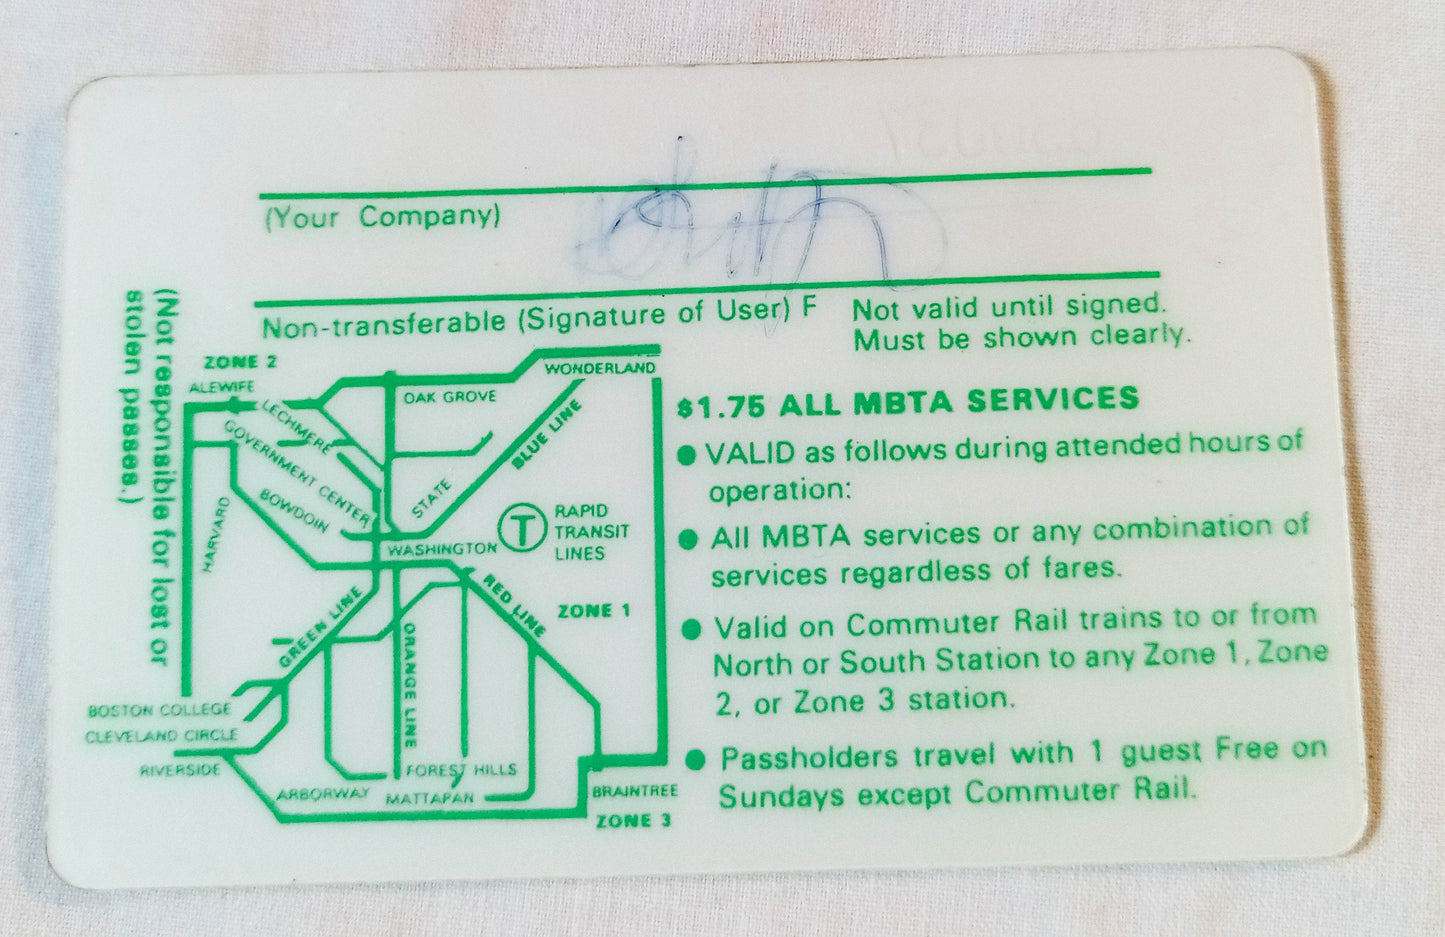 (Your Company)
Non-transferable (Signature of User) F
Not valid until signed.
Must be shown clearly.
(Not responsible for lost or
stolen passes.)
ZONE 2
ALEWIFE
LECHMERE
GOVERNMENT CENTER
BOWDOIN
HARVARD
OAK GROVE
WONDERLAND
BLUE LINE
STATE
WASHINGTON
T
RAPID
TRANSIT
LINES
RED LINE
ZONE 1
GREEN LINE
ORANGE LINE
BOSTON COLLEGE
CLEVELAND CIRCLE
RIVERSIDE
ARBORWAY
FOREST HILLS
MATTAPAN
BRAINTREE
ZONE 3
$1.75 ALL MBTA SERVICES
● VALID as follows during attended hours of
operation:
● All MBTA services or any combination of
services regardless of fares.
● Valid on Commuter Rail trains to or from
North or South Station to any Zone 1, Zone
2, or Zone 3 station.
● Passholders travel with 1 guest Free on
Sundays except Commuter Rail.